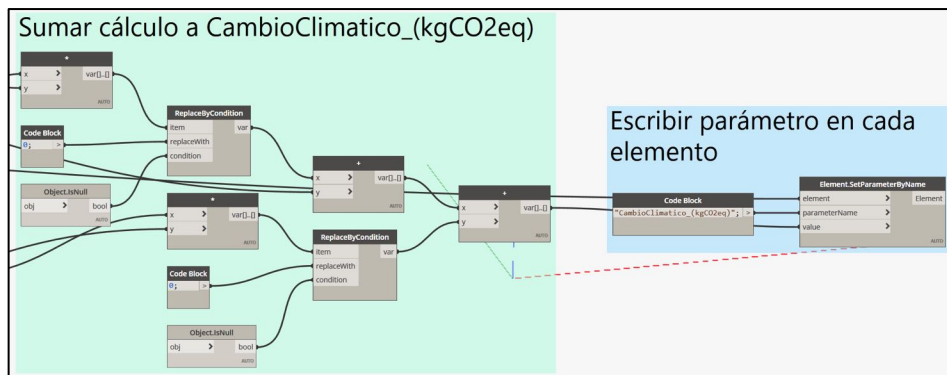 Sumar cálculo a CambioClimatico_(kgCO2eq)
*
x > var[]..[]
y >
AUTO
Code Block
0; >
Object.IsNull
obj > bool
AUTO
ReplaceByCondition
item var
replaceWith
condition
AUTO
*
x > var[]..[]
y >
AUTO
Code Block
0; >
Object.IsNull
obj > bool
AUTO
+
x > var[]..[]
y >
AUTO
ReplaceByCondition
item var
replaceWith
condition
AUTO
+
x > var[]..[]
y >
AUTO
Escribir parámetro en cada
elemento
Code Block
"CambioClimatico_(kgCO2eq)"; >
Element.SetParameterByName
element > Element
parameterName >
value >
AUTO